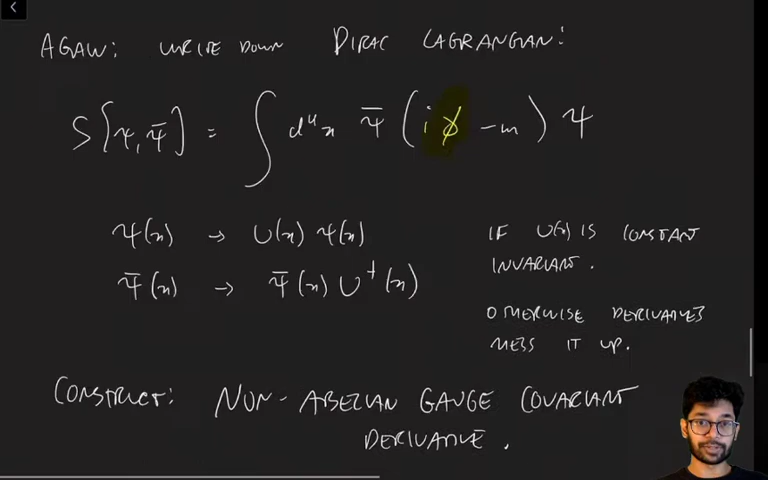 AGAIN: WRITE DOWN DIRAC LAGRANGIAN:
S[ψ, ψ̄] = ∫ d⁴x ψ̄ (i∂̸ - m) ψ
ψ(x) → U(x) ψ(x)
ψ̄(x) → ψ̄(x) U†(x)
IF U(x) IS CONSTANT
INVARIANT.
OTHERWISE DERIVATIVES
MESS IT UP.
CONSTRUCT: NON-ABELIAN GAUGE COVARIANT
DERIVATIVE.